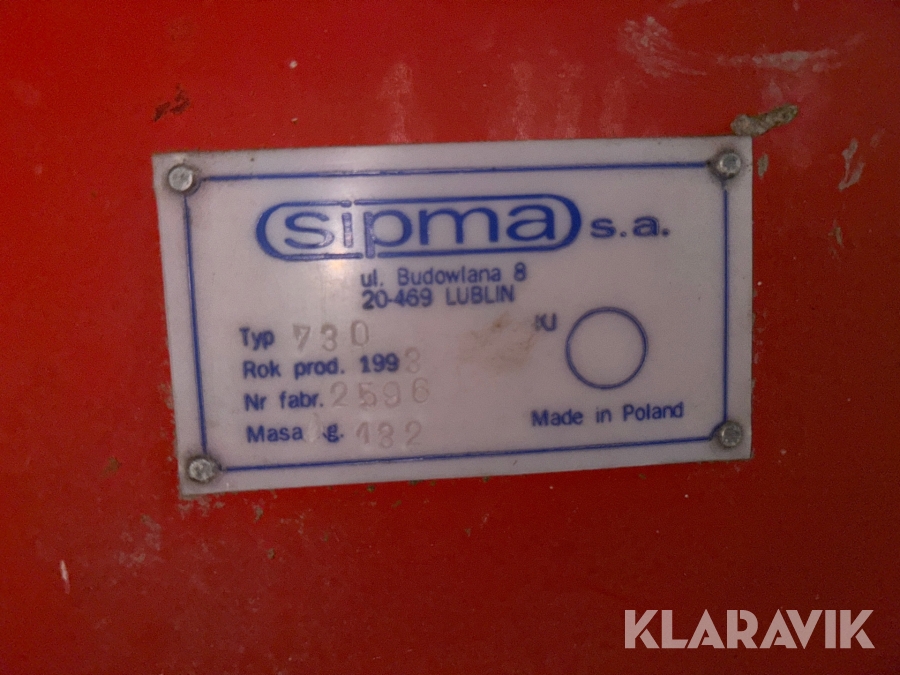 sipma s.a.
ul. Budowlana 8
20-469 LUBLIN
Typ 730
Rok prod. 1998
Nr fabr. 2596
Masa g. 132
Made in Poland
KLARAVIK